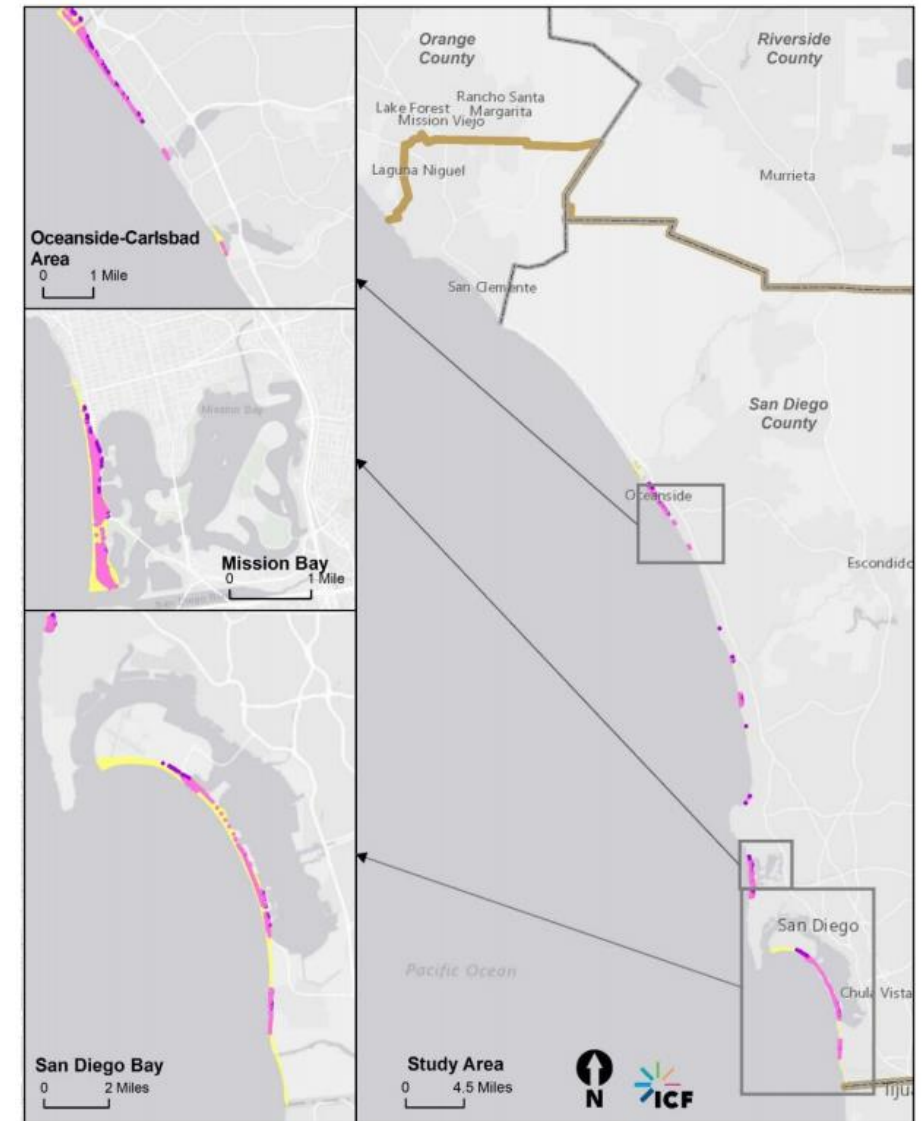 Oceanside-Carlsbad
Area
0 1 Mile
Mission Bay
Mission Bay
0 1 Mile
San Diego Bay
0 2 Miles
Orange
County
Riverside
County
Rancho Santa
Lake Forest
Margarita
Mission Viejo
Laguna Niguel
Murrieta
San Clemente
San Diego
County
Oceanside
Escondido
San Diego
Chula Vista
Pacific Ocean
Study Area
0 4.5 Miles
N
ICF